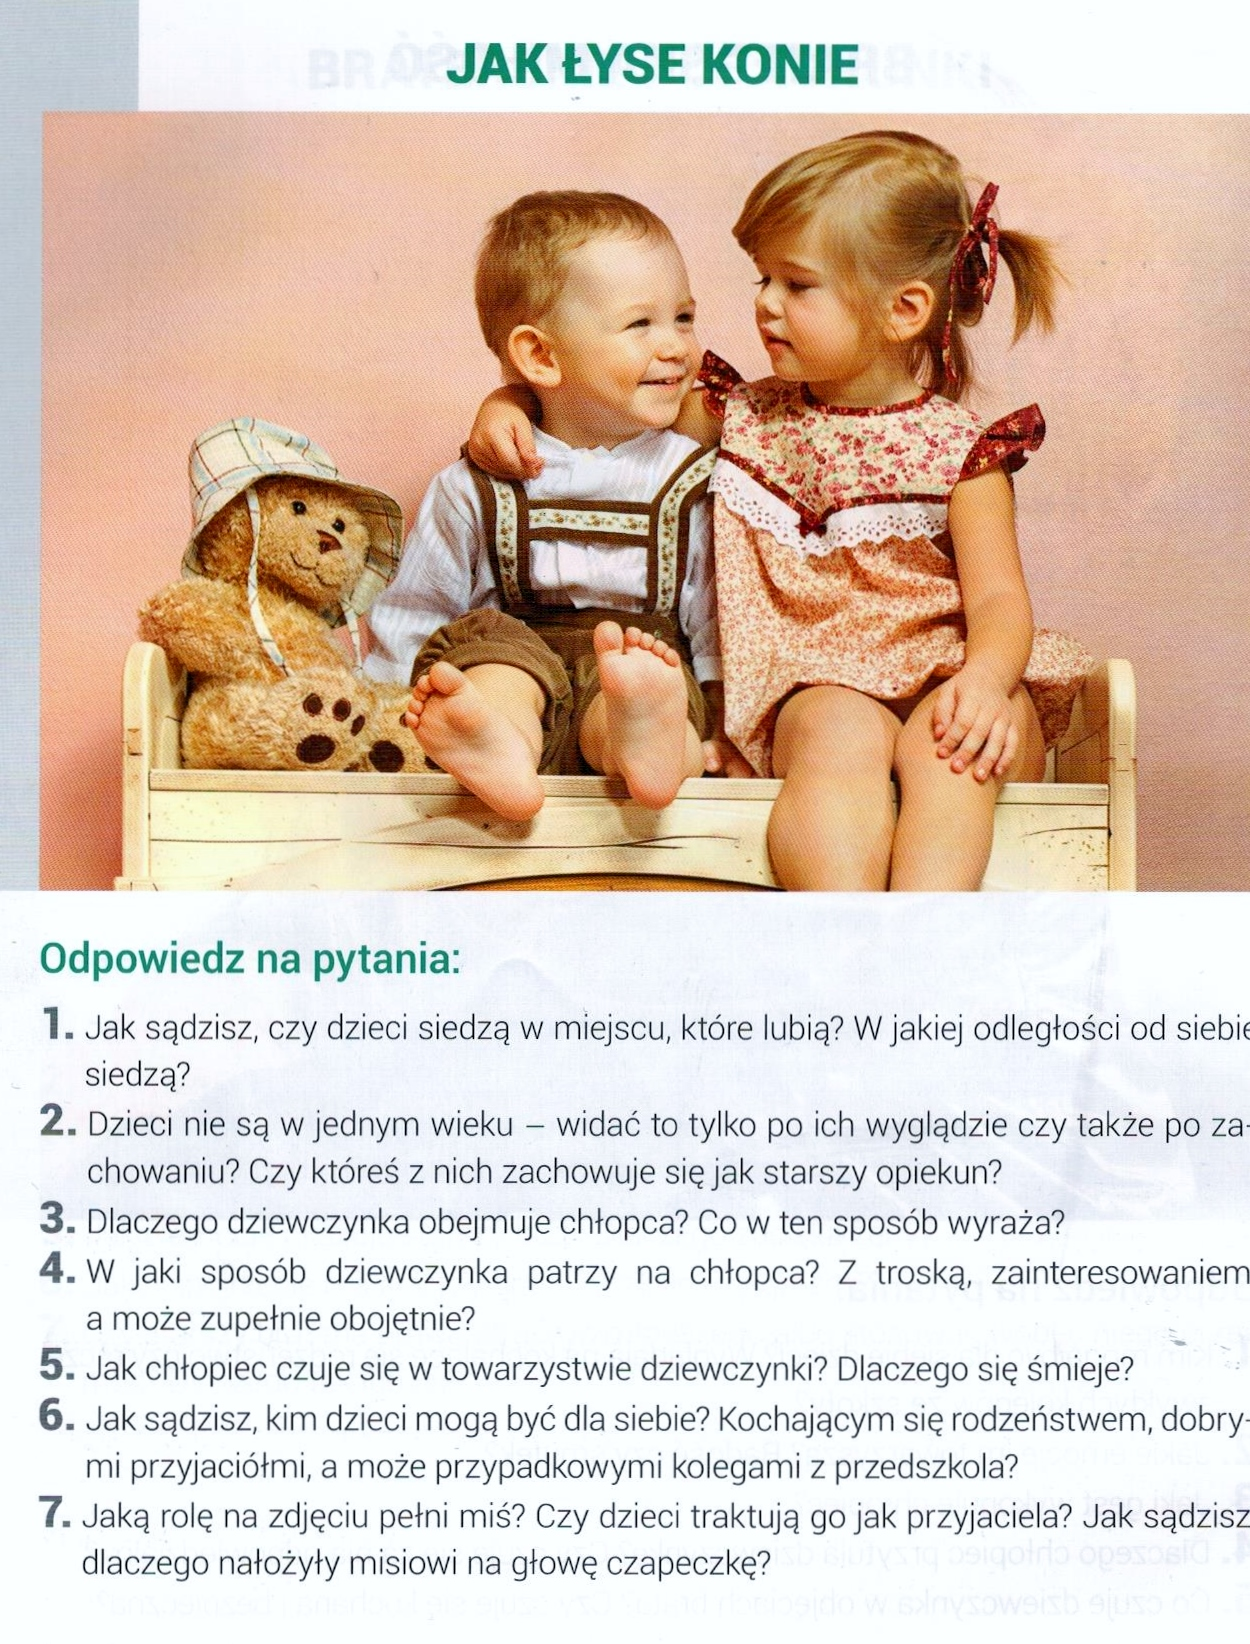 JAK ŁYSE KONIE
Odpowiedz na pytania:
1. Jak sądzisz, czy dzieci siedzą w miejscu, które lubią? W jakiej odległości od siebie
siedzą?
2. Dzieci nie są w jednym wieku – widać to tylko po ich wyglądzie czy także po za-
chowaniu? Czy któreś z nich zachowuje się jak starszy opiekun?
3. Dlaczego dziewczynka obejmuje chłopca? Co w ten sposób wyraża?
4. W jaki sposób dziewczynka patrzy na chłopca? Z troską, zainteresowaniem
a może zupełnie obojętnie?
5. Jak chłopiec czuje się w towarzystwie dziewczynki? Dlaczego się śmieje?
6. Jak sądzisz, kim dzieci mogą być dla siebie? Kochającym się rodzeństwem, dobry-
mi przyjaciółmi, a może przypadkowymi kolegami z przedszkola?
7. Jaką rolę na zdjęciu pełni miś? Czy dzieci traktują go jak przyjaciela? Jak sądzisz
dlaczego nałożyły misiowi na głowę czapeczkę?